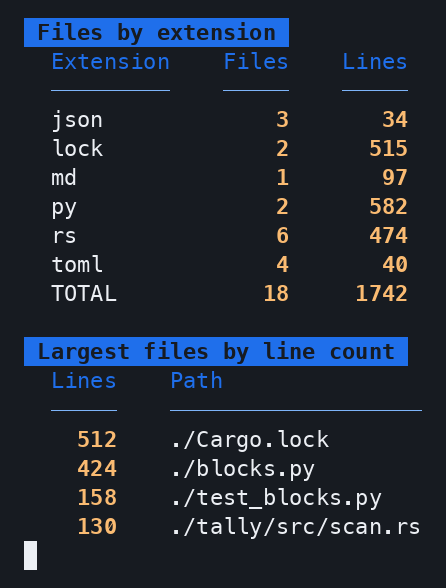 Files by extension
Extension Files Lines
json 3 34
lock 2 515
md 1 97
py 2 582
rs 6 474
toml 4 40
TOTAL 18 1742
Largest files by line count
Lines Path
512 ./Cargo.lock
424 ./blocks.py
158 ./test_blocks.py
130 ./tally/src/scan.rs